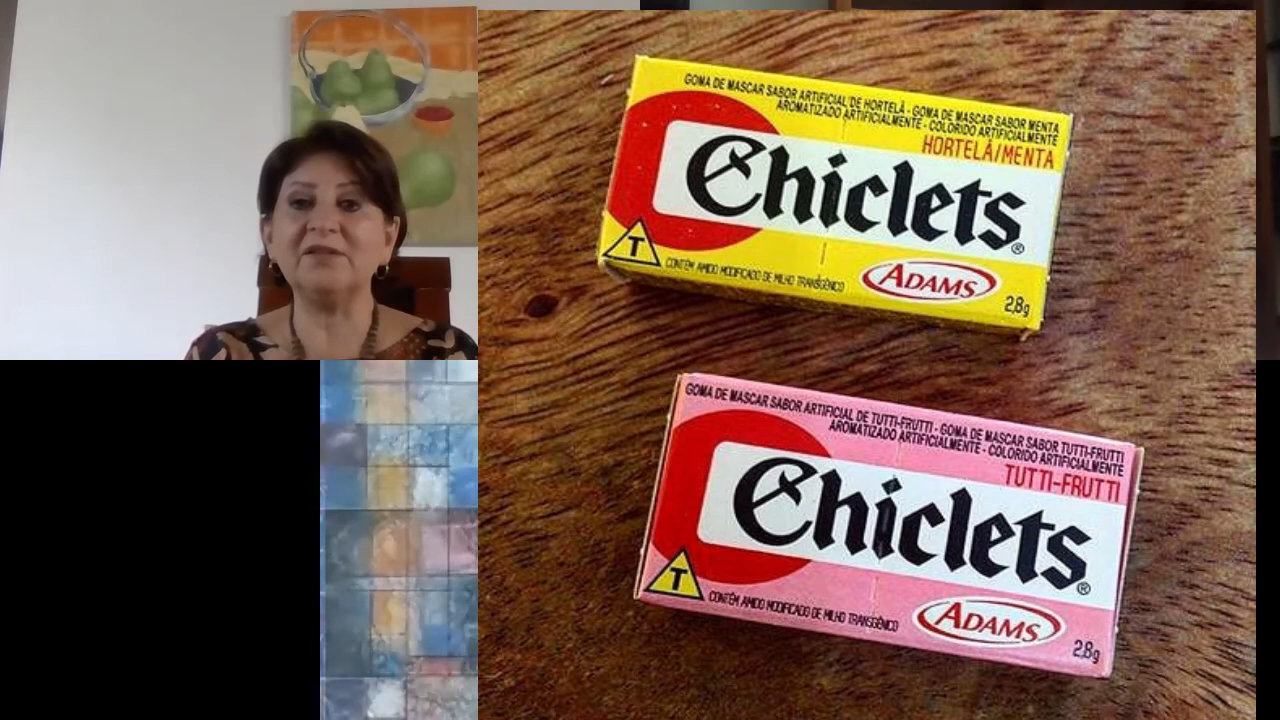 GOMA DE MASCAR SABOR ARTIFICIAL DE HORTELÃ - GOMA DE MASCAR SABOR MENTA
AROMATIZADO ARTIFICIALMENTE - COLORIDO ARTIFICIALMENTE
HORTELÃ/MENTA
Chiclets®
T
CONTÉM AMIDO MODIFICADO DE MILHO TRANSGÊNICO
ADAMS
2,8g
GOMA DE MASCAR SABOR ARTIFICIAL DE TUTTI-FRUTTI - GOMA DE MASCAR SABOR TUTTI-FRUTTI
AROMATIZADO ARTIFICIALMENTE - COLORIDO ARTIFICIALMENTE
TUTTI-FRUTTI
Chiclets®
T
CONTÉM AMIDO MODIFICADO DE MILHO TRANSGÊNICO
ADAMS
2,8g